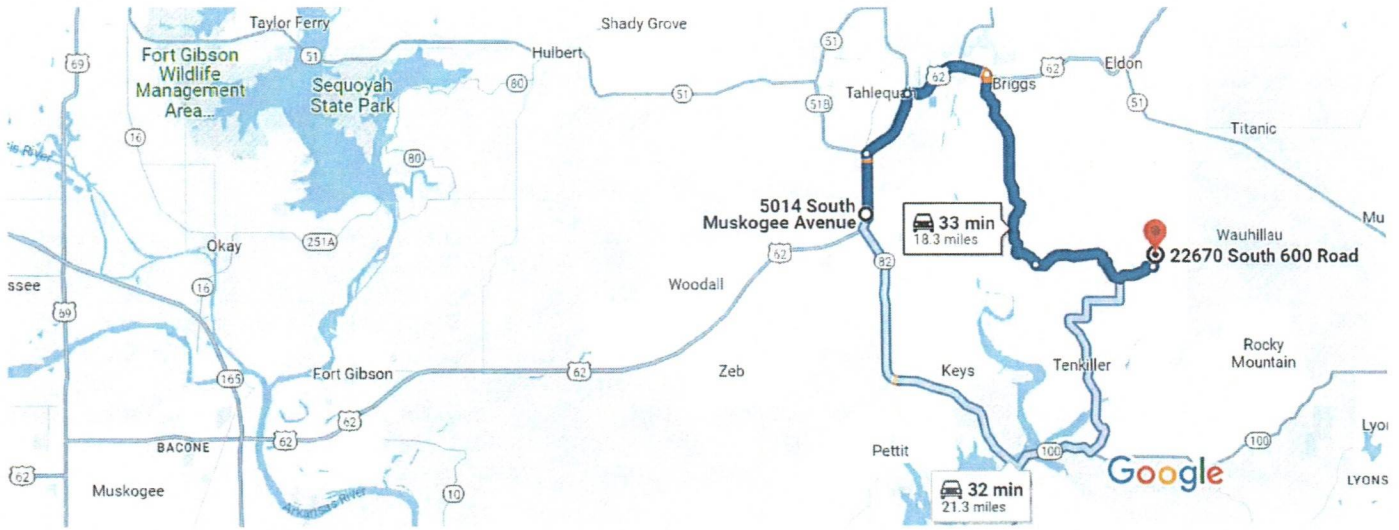 Taylor Ferry
Shady Grove
69
Fort Gibson
Wildlife
Management
Area...
51
Sequoyah
State Park
Hulbert
80
51
51
51B
Tahlequah
62
Briggs
62
Eldon
51
Titanic
16
80
5014 South
Muskogee Avenue
33 min
18.3 miles
Wauhillau
22670 South 600 Road
Mu
Okay
251A
16
82
62
Woodall
ssee
69
165
Fort Gibson
62
Zeb
Keys
Tenkiller
Rocky
Mountain
62
62
BACONE
Pettit
100
100
Lyo
LYONS
Google
62
Muskogee
Arkansas River
10
32 min
21.3 miles